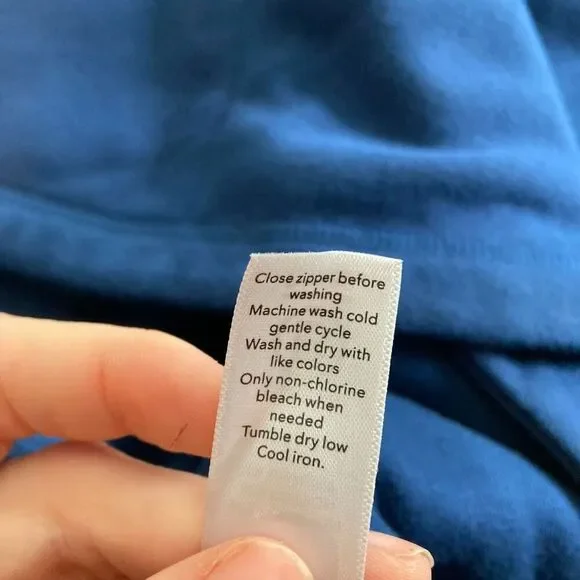 Close zipper before
washing
Machine wash cold
gentle cycle
Wash and dry with
like colors
Only non-chlorine
bleach when
needed
Tumble dry low
Cool iron.